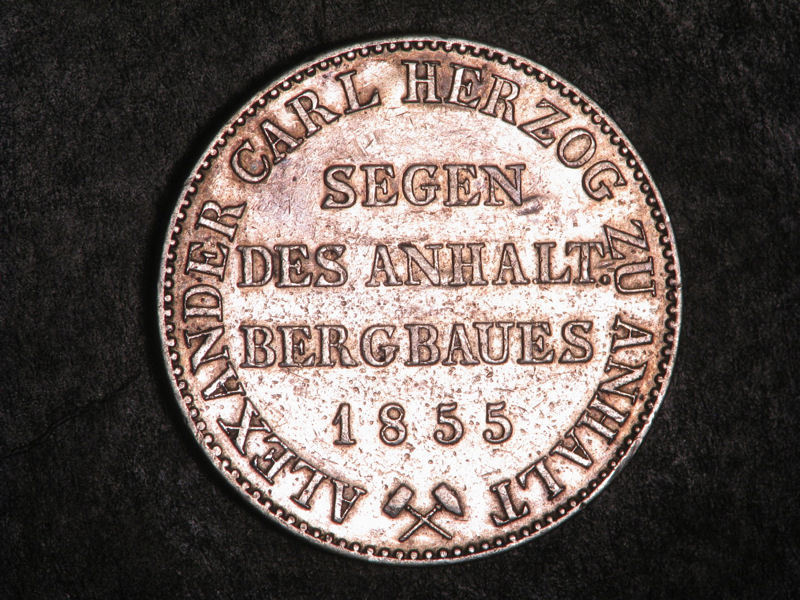 ALEXANDER CARL HERZOG ZU ANHALT
SEGEN
DES ANHALT.
BERGBAUES
1855